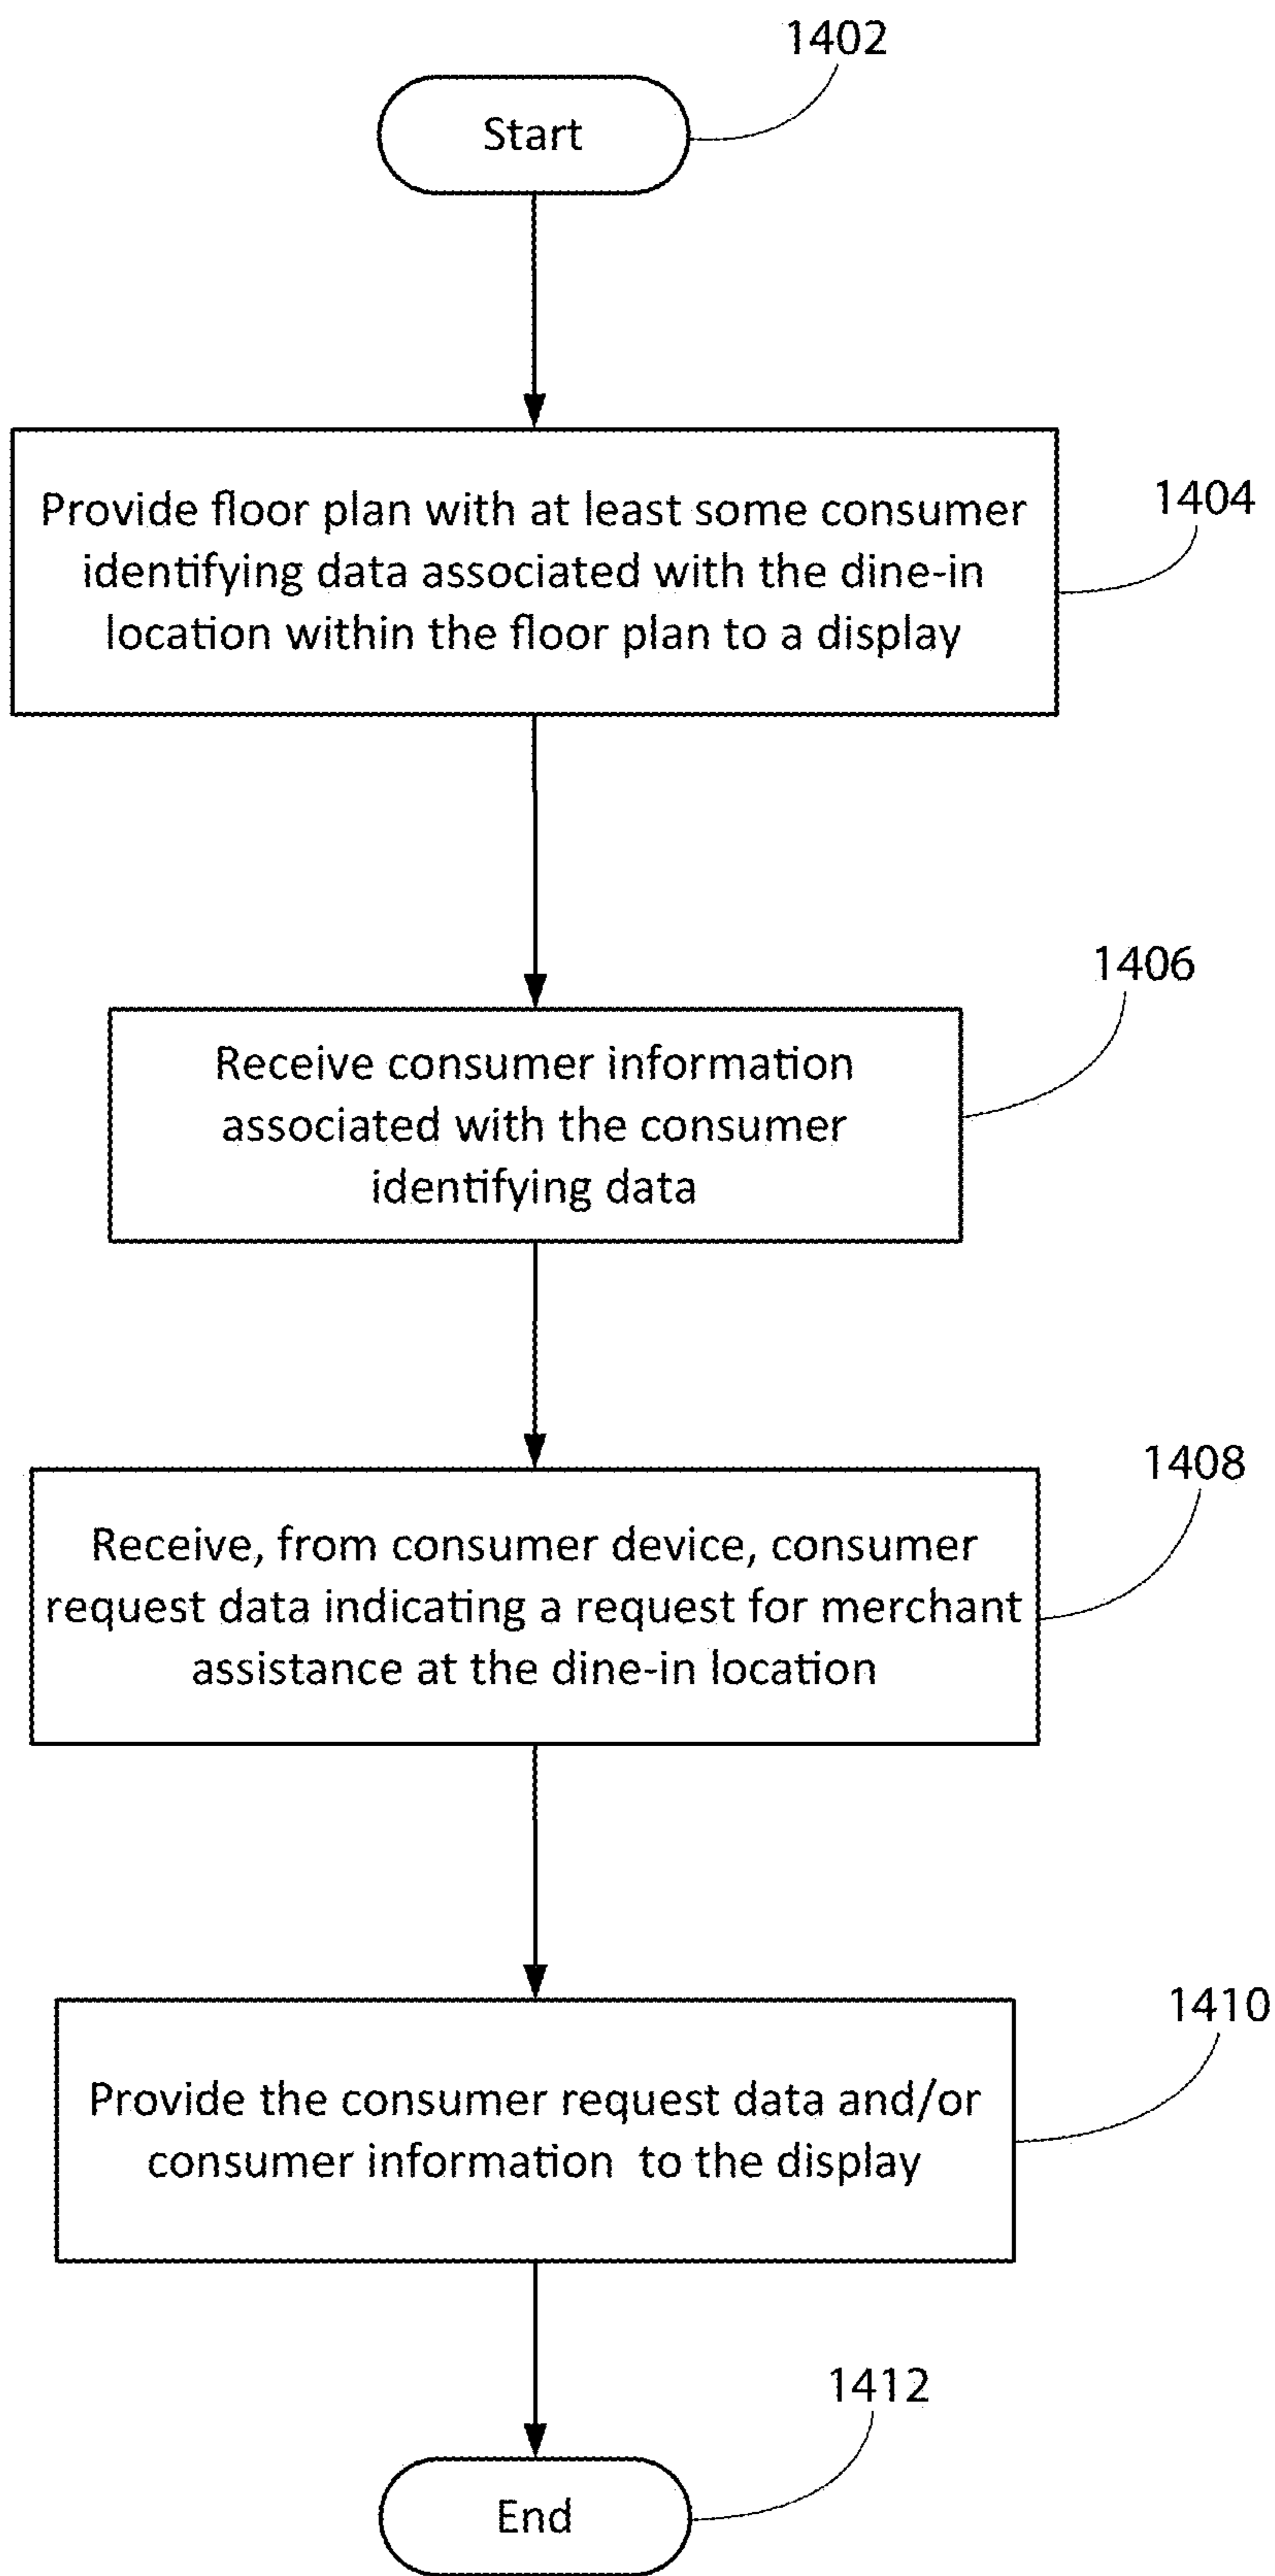 1402
Start
Provide floor plan with at least some consumer
identifying data associated with the dine-in
location within the floor plan to a display
1404
Receive consumer information
associated with the consumer
identifying data
1406
Receive, from consumer device, consumer
request data indicating a request for merchant
assistance at the dine-in location
1408
Provide the consumer request data and/or
consumer information to the display
1410
End
1412